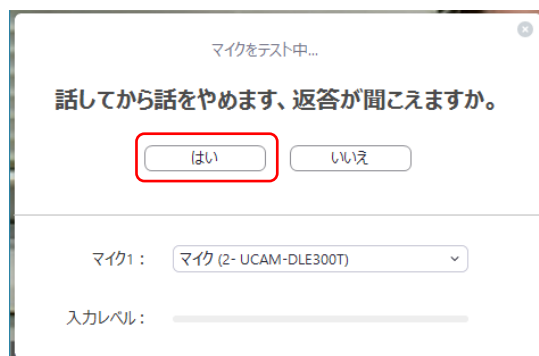 マイクをテスト中...
話してから話をやめます、返答が聞こえますか。
はい いいえ
マイク1： マイク (2- UCAM-DLE300T)
入力レベル：